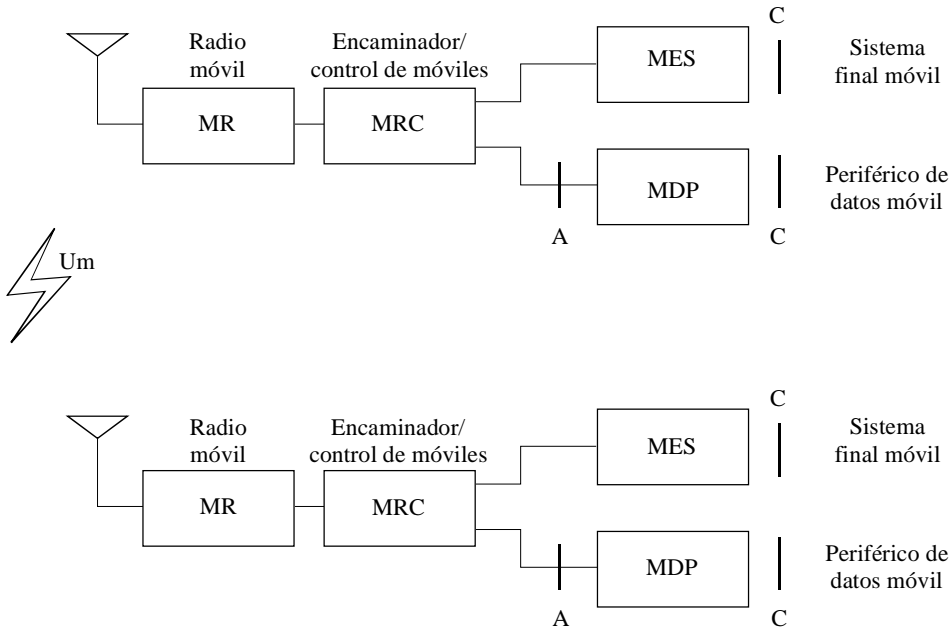 C
Radio
móvil
Encaminador/
control de móviles
MES
Sistema
final móvil
MR
MRC
MDP
Periférico de
datos móvil
A
C
Um
C
Radio
móvil
Encaminador/
control de móviles
MES
Sistema
final móvil
MR
MRC
MDP
Periférico de
datos móvil
A
C